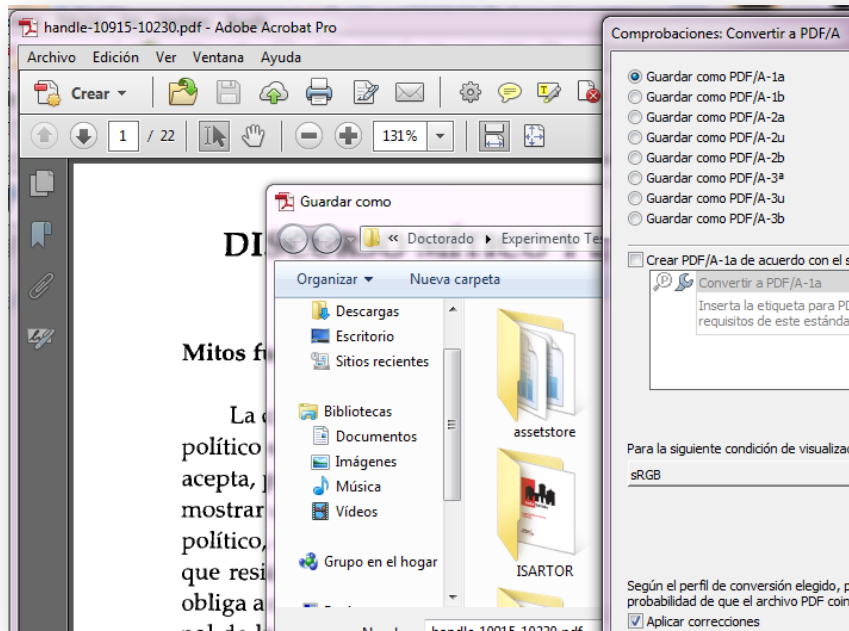 handle-10915-10230.pdf - Adobe Acrobat Pro
Archivo Edición Ver Ventana Ayuda
Crear
1 / 22 131%
DI
Mitos fu
La
político
acepta,
mostrar
político,
que resi
obliga a
Guardar como
« Doctorado Experimento Te
Organizar Nueva carpeta
Descargas
Escritorio
Sitios recientes
Bibliotecas
Documentos
Imágenes
Música
Vídeos
Grupo en el hogar
assetstore
ISARTOR
handle-10915-10230.pdf
Comprobaciones: Convertir a PDF/A
Guardar como PDF/A-1a
Guardar como PDF/A-1b
Guardar como PDF/A-2a
Guardar como PDF/A-2u
Guardar como PDF/A-2b
Guardar como PDF/A-3ª
Guardar como PDF/A-3u
Guardar como PDF/A-3b
Crear PDF/A-1a de acuerdo con el s
Convertir a PDF/A-1a
Inserta la etiqueta para PD
requisitos de este estánda
Para la siguiente condición de visualizac
sRGB
Según el perfil de conversión elegido, p
probabilidad de que el archivo PDF coin
Aplicar correcciones